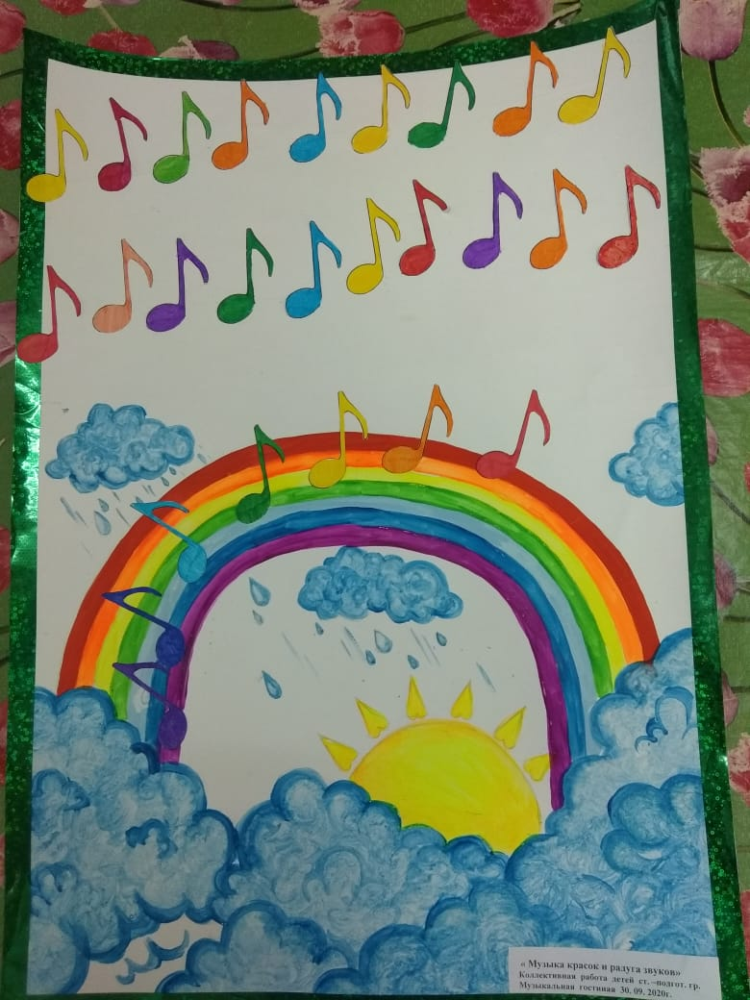 « Музыка красок и радуга звуков»
Коллективная работа детей ст. –подгот. гр.
Музыкальная гостиная 30. 09. 2020г.